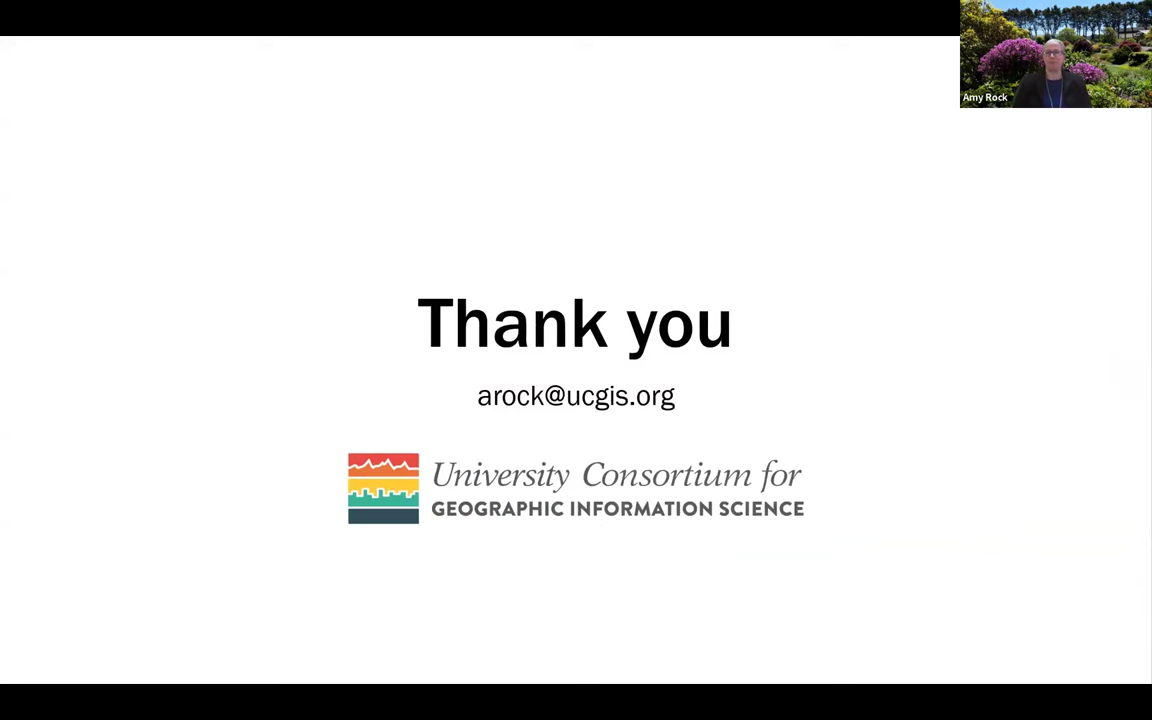 Amy Rock
Thank you
arock@ucgis.org
University Consortium for
GEOGRAPHIC INFORMATION SCIENCE